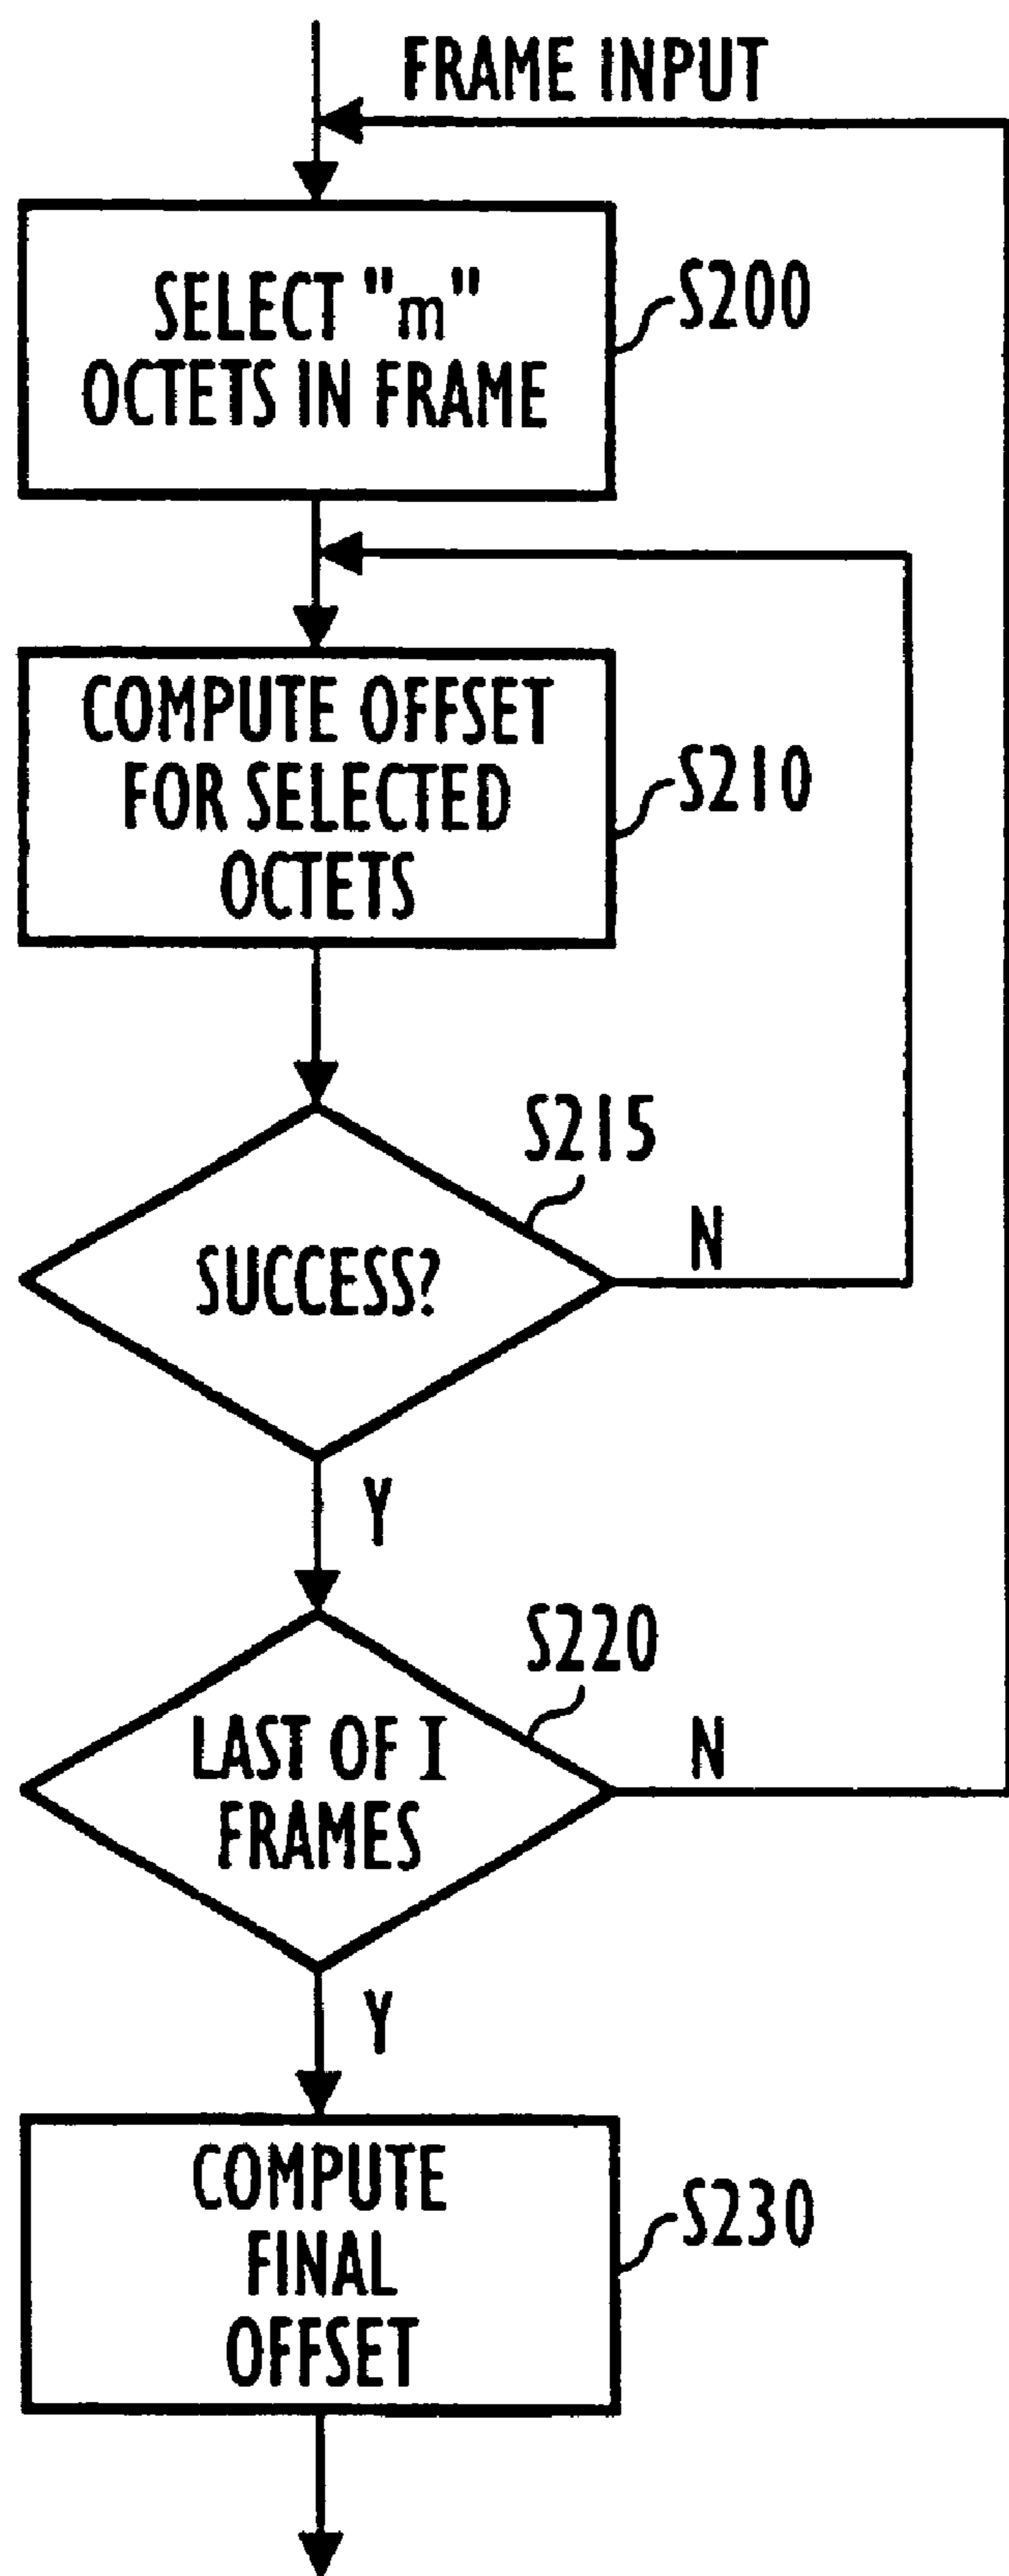 FRAME INPUT
SELECT "m"
OCTETS IN FRAME
S200
COMPUTE OFFSET
FOR SELECTED
OCTETS
S210
S215
SUCCESS?
N
Y
S220
LAST OF I
FRAMES
N
Y
COMPUTE
FINAL
OFFSET
S230